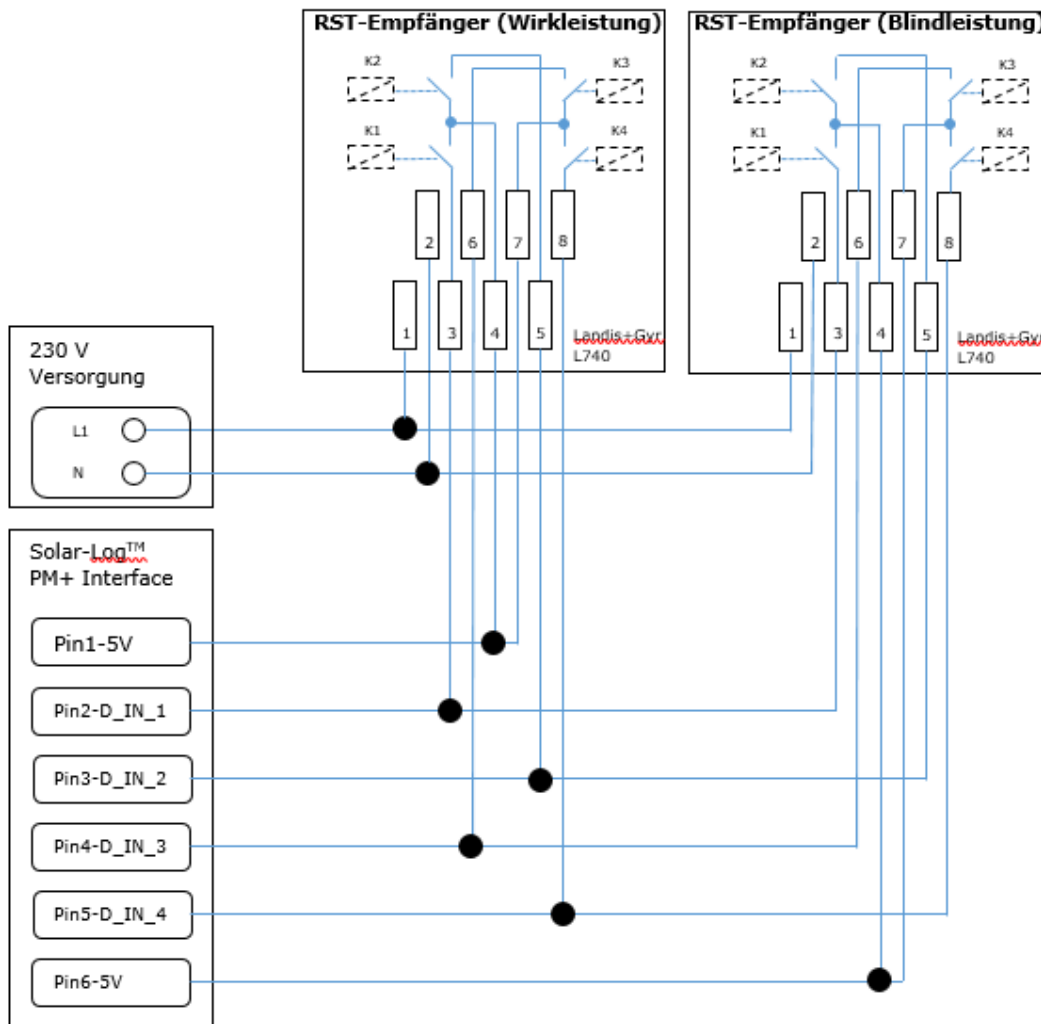 RST-Empfänger (Wirkleistung)
K2
K3
K1
K4
2
6
7
8
1
3
4
5
Landis+Gyr
L740
RST-Empfänger (Blindleistung)
K2
K3
K1
K4
2
6
7
8
1
3
4
5
Landis+Gyr
L740
230 V
Versorgung
L1
N
Solar-Log™
PM+ Interface
Pin1-5V
Pin2-D_IN_1
Pin3-D_IN_2
Pin4-D_IN_3
Pin5-D_IN_4
Pin6-5V